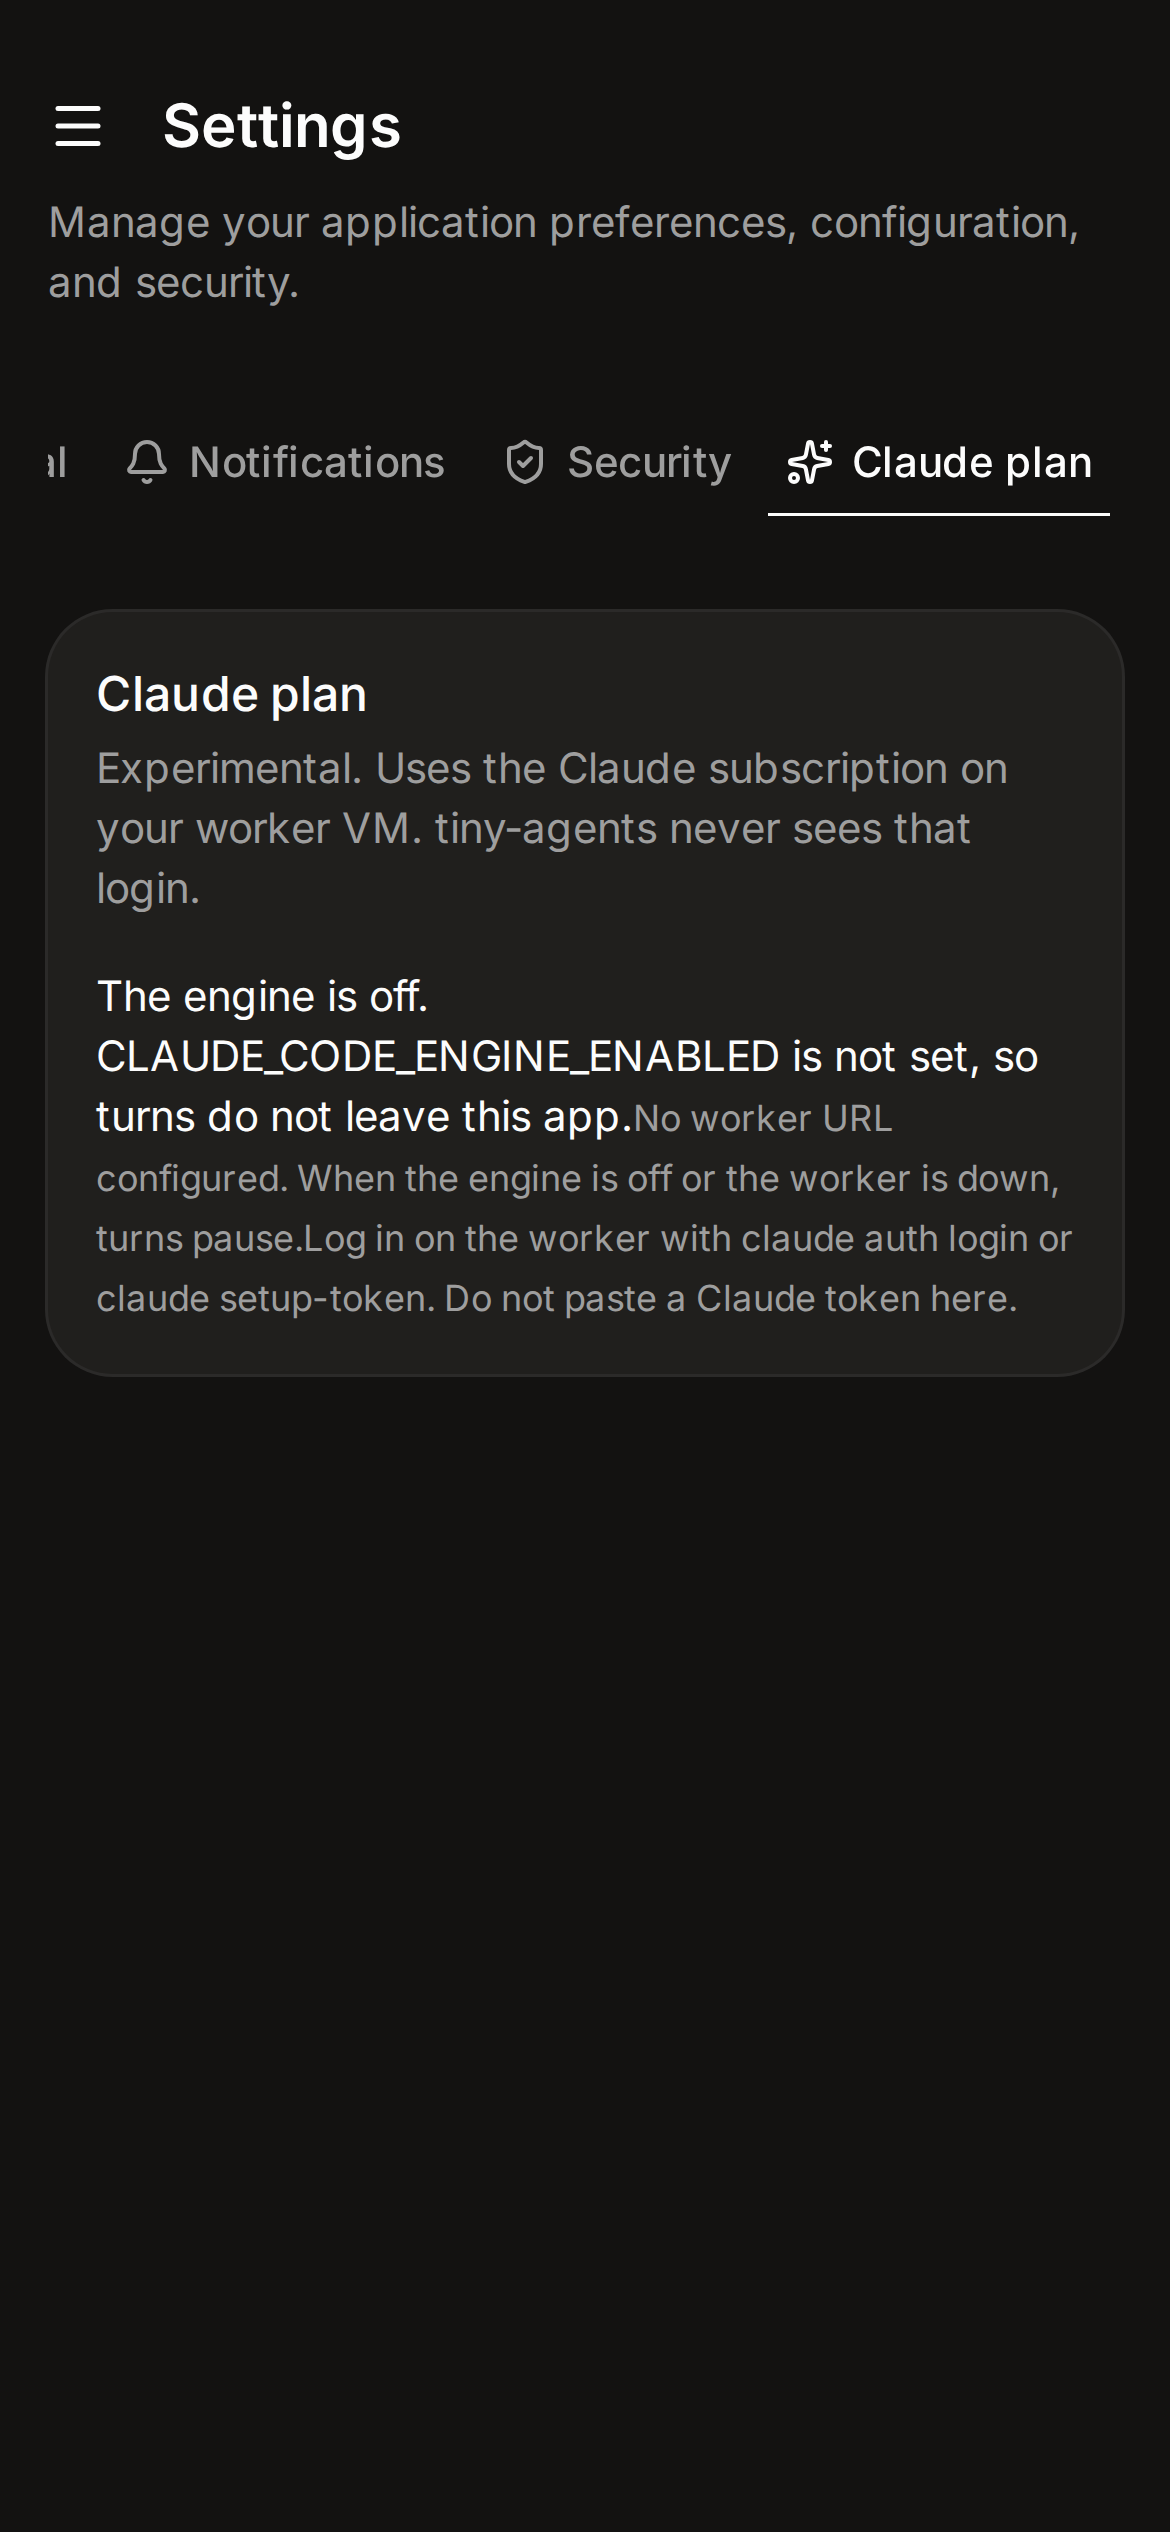 Settings
Manage your application preferences, configuration,
and security.
al Notifications Security Claude plan
Claude plan
Experimental. Uses the Claude subscription on
your worker VM. tiny-agents never sees that
login.
The engine is off.
CLAUDE_CODE_ENGINE_ENABLED is not set, so
turns do not leave this app.No worker URL
configured. When the engine is off or the worker is down,
turns pause.Log in on the worker with claude auth login or
claude setup-token. Do not paste a Claude token here.